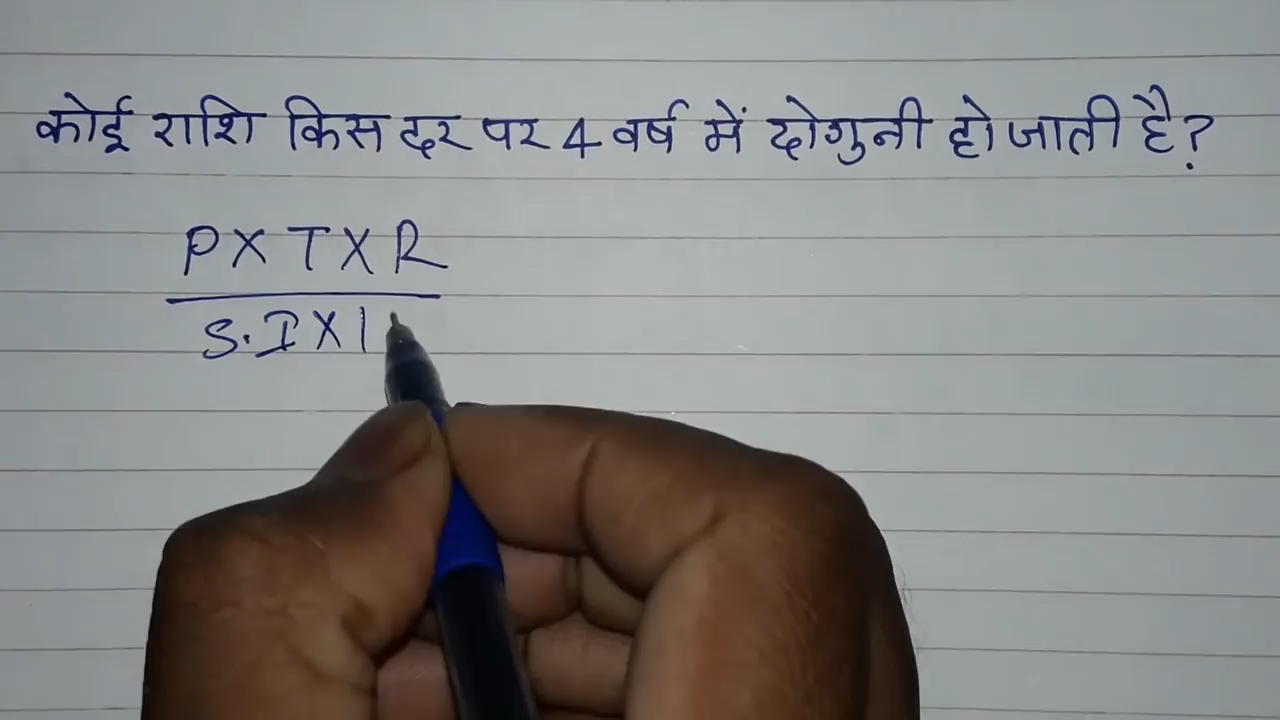 कोई राशि किस दर पर 4 वर्ष में दोगुनी हो जाती है?
P X T X R
S.I X 1